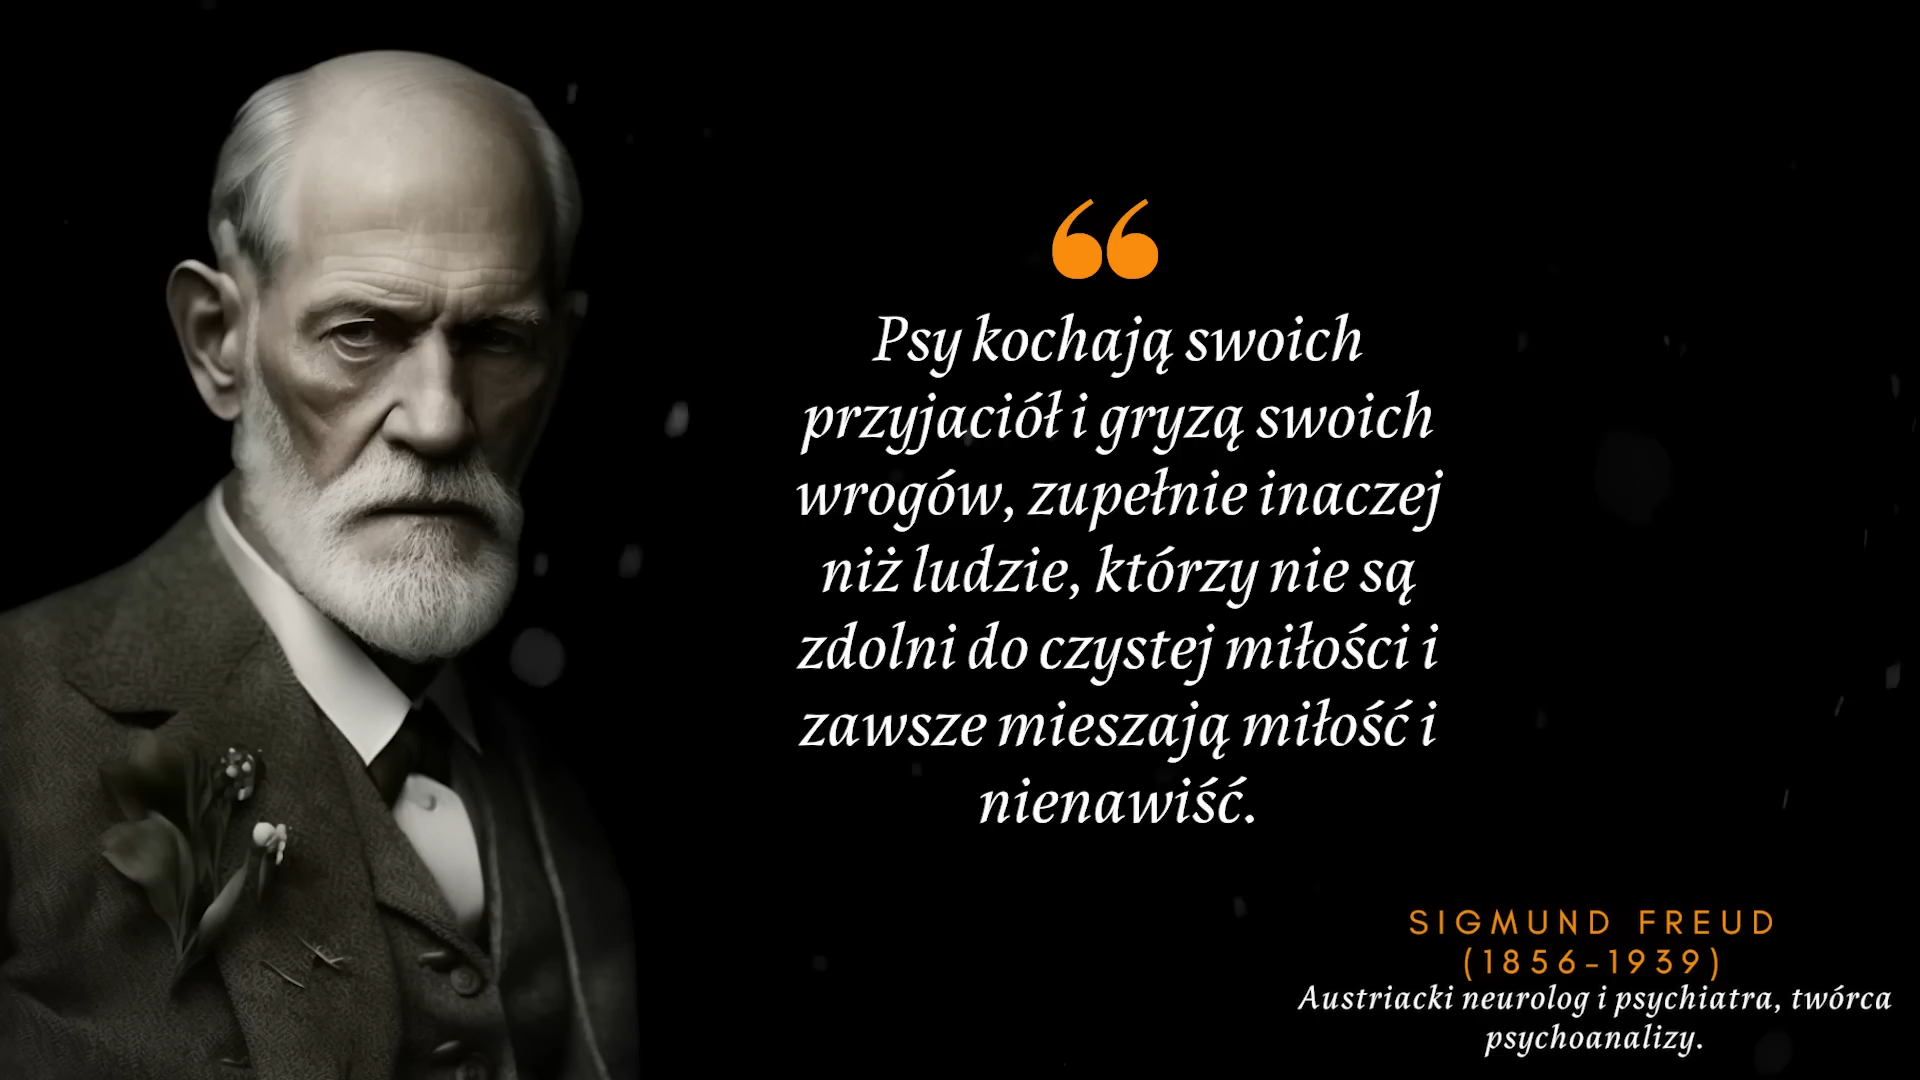 ❝
Psy kochają swoich
przyjaciół i gryzą swoich
wrogów, zupełnie inaczej
niż ludzie, którzy nie są
zdolni do czystej miłości i
zawsze mieszają miłość i
nienawiść.
SIGMUND FREUD
(1856-1939)
Austriacki neurolog i psychiatra, twórca
psychoanalizy.